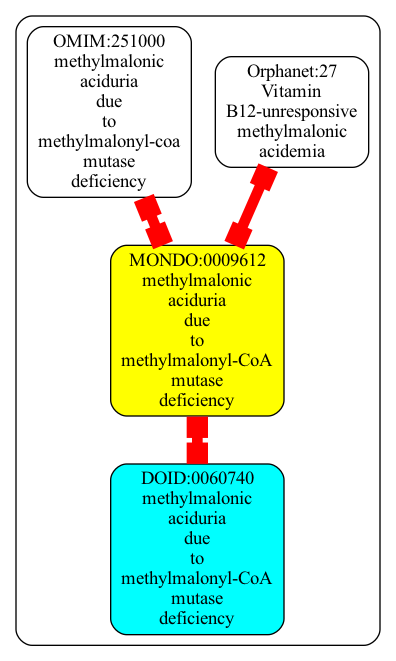 OMIM:251000
methylmalonic
aciduria
due
to
methylmalonyl-coa
mutase
deficiency
Orphanet:27
Vitamin
B12-unresponsive
methylmalonic
acidemia
MONDO:0009612
methylmalonic
aciduria
due
to
methylmalonyl-CoA
mutase
deficiency
DOID:0060740
methylmalonic
aciduria
due
to
methylmalonyl-CoA
mutase
deficiency